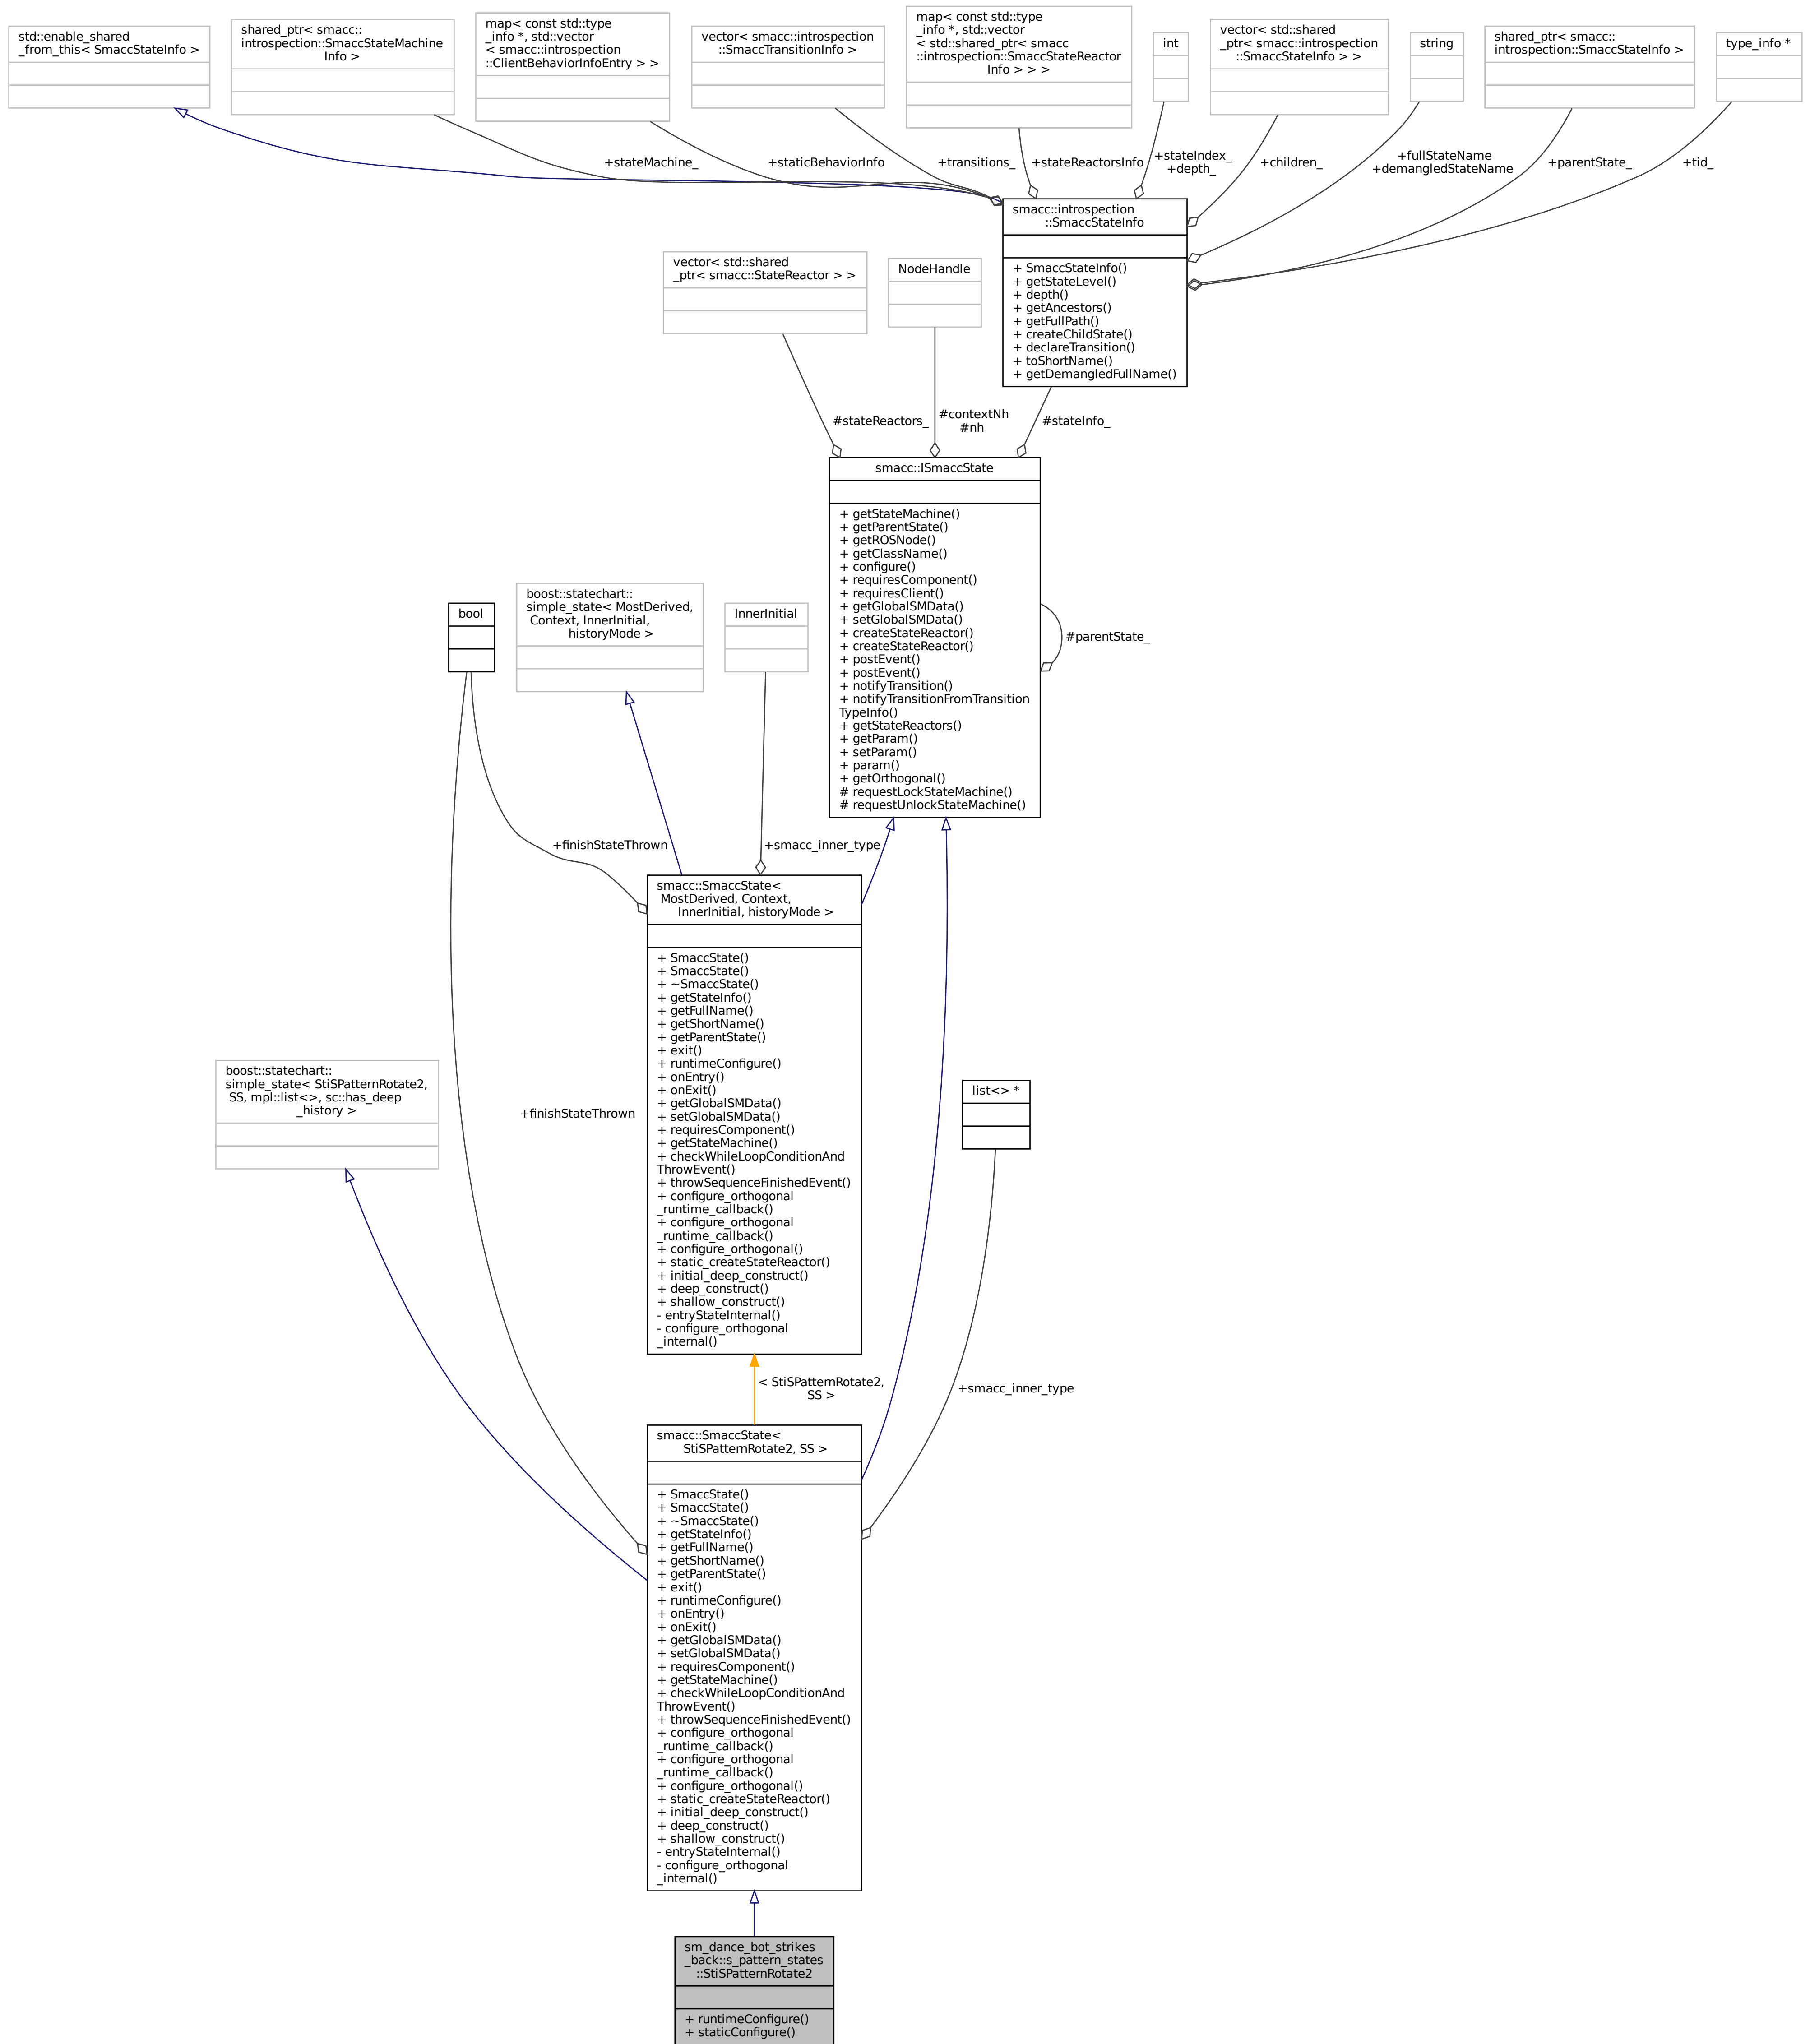 std::enable_shared
_from_this< SmaccStateInfo >
shared_ptr< smacc::
introspection::SmaccStateMachine
Info >
map< const std::type
_info *, std::vector
< smacc::introspection
::ClientBehaviorInfoEntry > >
vector< smacc::introspection
::SmaccTransitionInfo >
map< const std::type
_info *, std::vector
< std::shared_ptr< smacc
::introspection::SmaccStateReactor
Info > > >
int
vector< std::shared
_ptr< smacc::introspection
::SmaccStateInfo > >
string
shared_ptr< smacc::
introspection::SmaccStateInfo >
type_info *
+stateMachine_
+staticBehaviorInfo
+transitions_
+stateReactorsInfo
+stateIndex_
+depth_
+children_
+fullStateName
+demangledStateName
+parentState_
+tid_
smacc::introspection
::SmaccStateInfo
+ SmaccStateInfo()
+ getStateLevel()
+ depth()
+ getAncestors()
+ getFullPath()
+ createChildState()
+ declareTransition()
+ toShortName()
+ getDemangledFullName()
vector< std::shared
_ptr< smacc::StateReactor > >
NodeHandle
#stateReactors_
#contextNh
#nh
#stateInfo_
smacc::ISmaccState
+ getStateMachine()
+ getParentState()
+ getROSNode()
+ getClassName()
+ configure()
+ requiresComponent()
+ requiresClient()
+ getGlobalSMData()
+ setGlobalSMData()
+ createStateReactor()
+ createStateReactor()
+ postEvent()
+ postEvent()
+ notifyTransition()
+ notifyTransitionFromTransition
TypeInfo()
+ getStateReactors()
+ getParam()
+ setParam()
+ param()
+ getOrthogonal()
# requestLockStateMachine()
# requestUnlockStateMachine()
#parentState_
bool
boost::statechart::
simple_state< MostDerived,
Context, InnerInitial,
historyMode >
InnerInitial
+finishStateThrown
+smacc_inner_type
smacc::SmaccState<
MostDerived, Context,
InnerInitial, historyMode >
+ SmaccState()
+ SmaccState()
+ ~SmaccState()
+ getStateInfo()
+ getFullName()
+ getShortName()
+ getParentState()
+ exit()
+ runtimeConfigure()
+ onEntry()
+ onExit()
+ getGlobalSMData()
+ setGlobalSMData()
+ requiresComponent()
+ getStateMachine()
+ checkWhileLoopConditionAnd
ThrowEvent()
+ throwSequenceFinishedEvent()
+ configure_orthogonal
_runtime_callback()
+ configure_orthogonal
_runtime_callback()
+ configure_orthogonal()
+ static_createStateReactor()
+ initial_deep_construct()
+ deep_construct()
+ shallow_construct()
- entryStateInternal()
- configure_orthogonal
_internal()
boost::statechart::
simple_state< StiSPatternRotate2,
SS, mpl::list<>, sc::has_deep
_history >
+finishStateThrown
list<> *
< StiSPatternRotate2,
SS >
+smacc_inner_type
smacc::SmaccState<
StiSPatternRotate2, SS >
+ SmaccState()
+ SmaccState()
+ ~SmaccState()
+ getStateInfo()
+ getFullName()
+ getShortName()
+ getParentState()
+ exit()
+ runtimeConfigure()
+ onEntry()
+ onExit()
+ getGlobalSMData()
+ setGlobalSMData()
+ requiresComponent()
+ getStateMachine()
+ checkWhileLoopConditionAnd
ThrowEvent()
+ throwSequenceFinishedEvent()
+ configure_orthogonal
_runtime_callback()
+ configure_orthogonal
_runtime_callback()
+ configure_orthogonal()
+ static_createStateReactor()
+ initial_deep_construct()
+ deep_construct()
+ shallow_construct()
- entryStateInternal()
- configure_orthogonal
_internal()
sm_dance_bot_strikes
_back::s_pattern_states
::StiSPatternRotate2
+ runtimeConfigure()
+ staticConfigure()